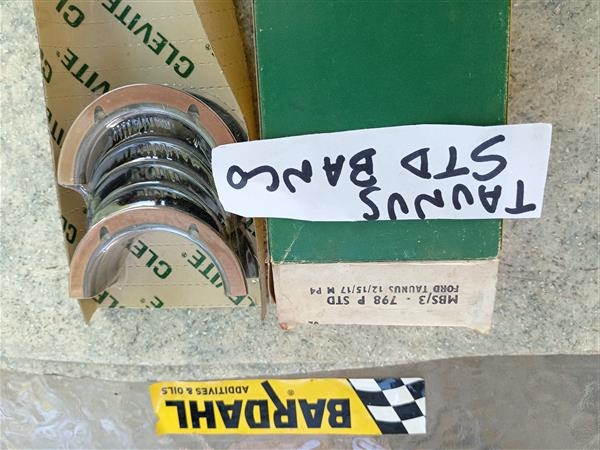 CLEVITE
CLEVITE
CLEVITE
CLEVITE
TAUNUS
STD BANCO
MBS/3 - 798 P STD
FORD TAUNUS 12/15/17 M P4
BARDAHL
ADDITIVES & OILS